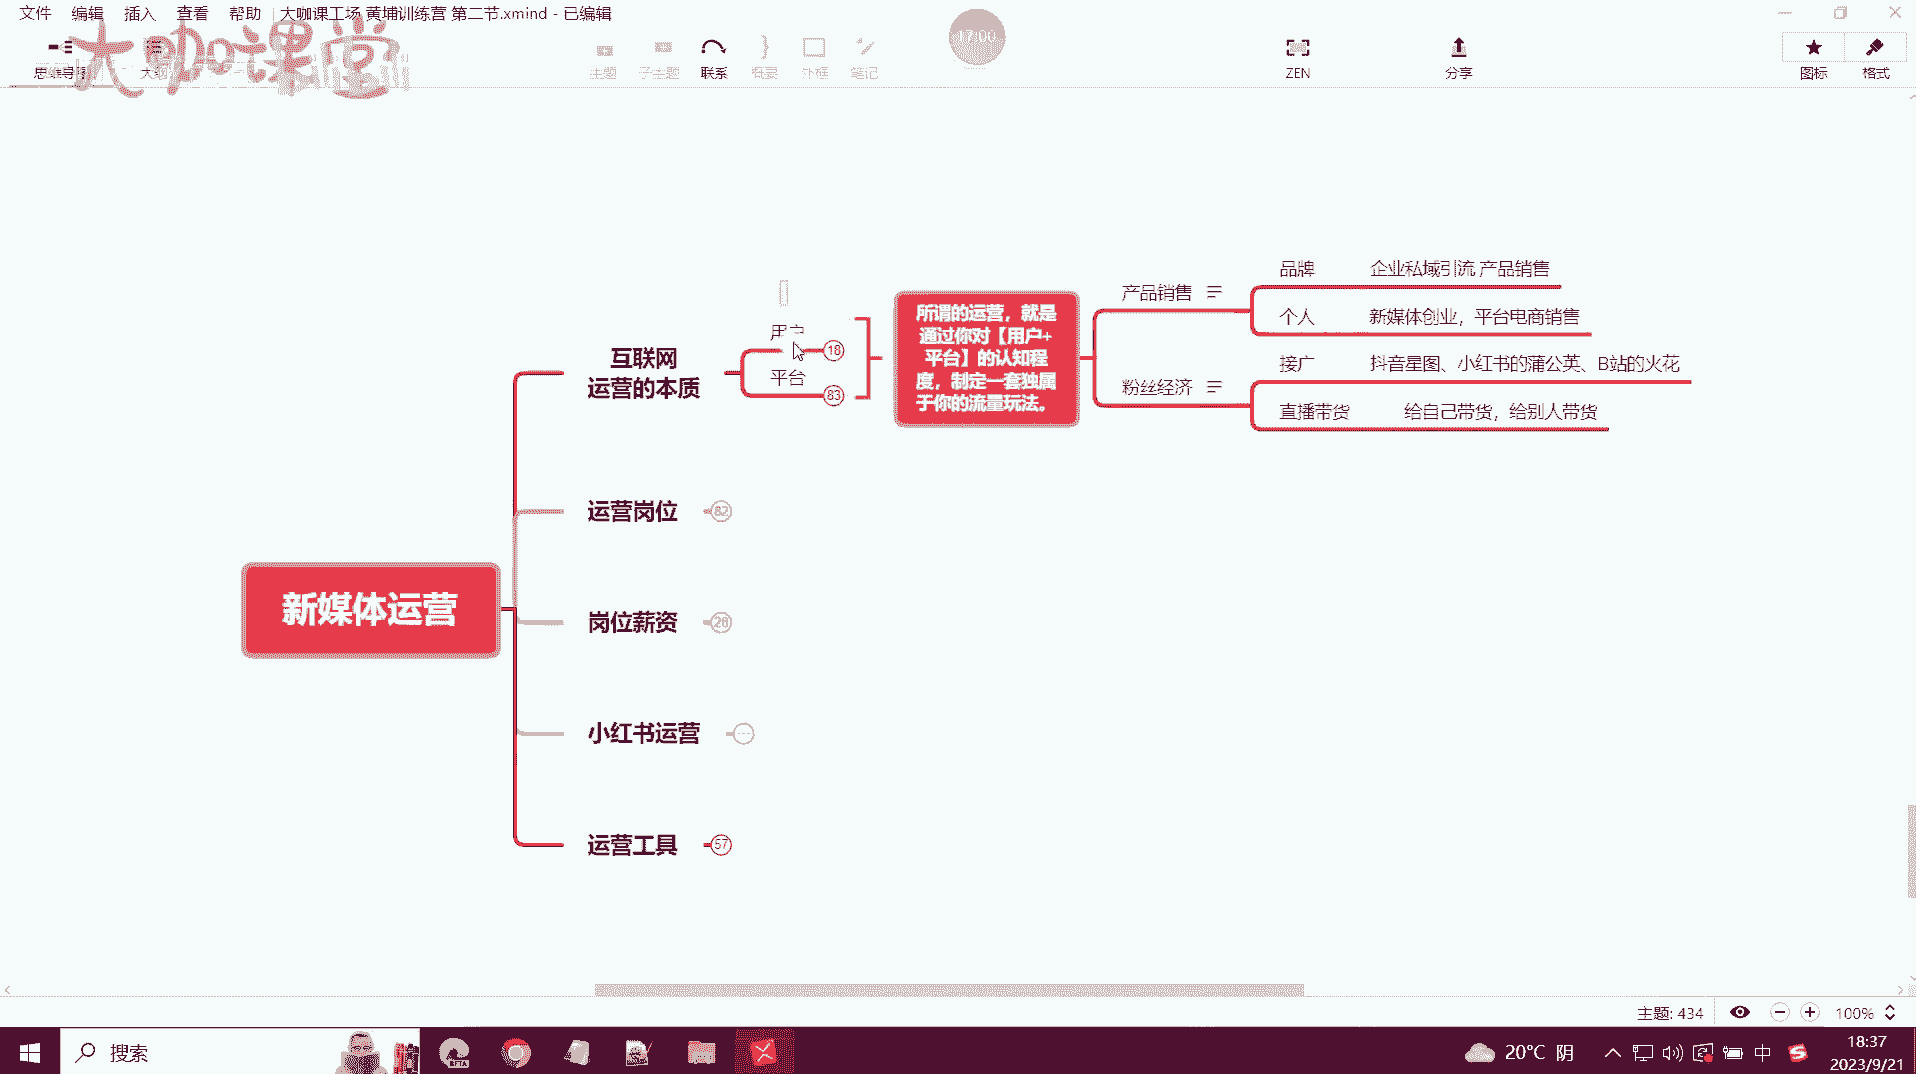 文件 编辑 插入 查看 帮助 大咖课工场 黄埔训练营 第二节.xmind - 已编辑
大咖课堂
17:00
主题 子主题 联系 概要 外框 笔记 ZEN 分享 图标 格式
互联网
运营的本质
平台
18
83
所谓的运营，就是
通过你对【用户+
平台】的认知程
度，制定一套独属
于你的流量玩法。
产品销售
品牌 企业私域引流 产品销售
个人 新媒体创业，平台电商销售
粉丝经济
接广 抖音星图、小红书的蒲公英、B站的火花
直播带货 给自己带货，给别人带货
运营岗位 82
新媒体运营
岗位薪资
小红书运营
运营工具 57
主题: 434 100%
搜索
BETA
20°C 阴
中
18:37
2023/9/21